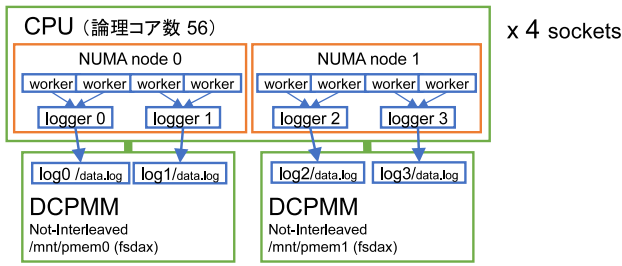 CPU（論理コア数 56） x 4 sockets
NUMA node 0 NUMA node 1
worker worker worker worker worker worker worker worker
logger 0 logger 1 logger 2 logger 3
log0 /data.log log1/data.log log2/data.log log3/data.log
DCPMM
Not-Interleaved
/mnt/pmem0 (fsdax)
DCPMM
Not-Interleaved
/mnt/pmem1 (fsdax)